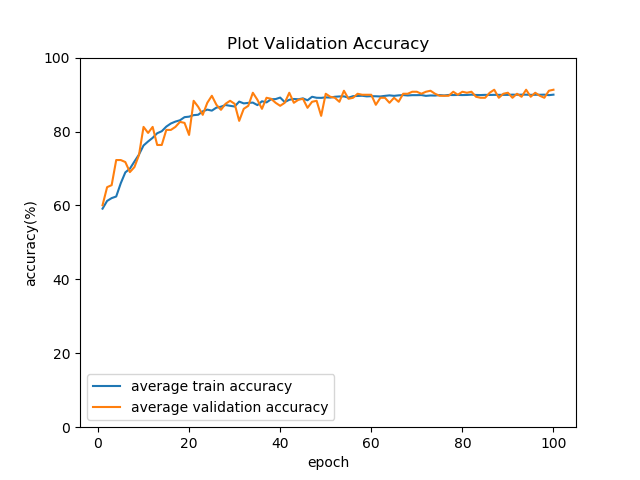 Plot Validation Accuracy
100
80
60
40
20
0
accuracy(%)
average train accuracy
average validation accuracy
0 20 40 60 80 100
epoch